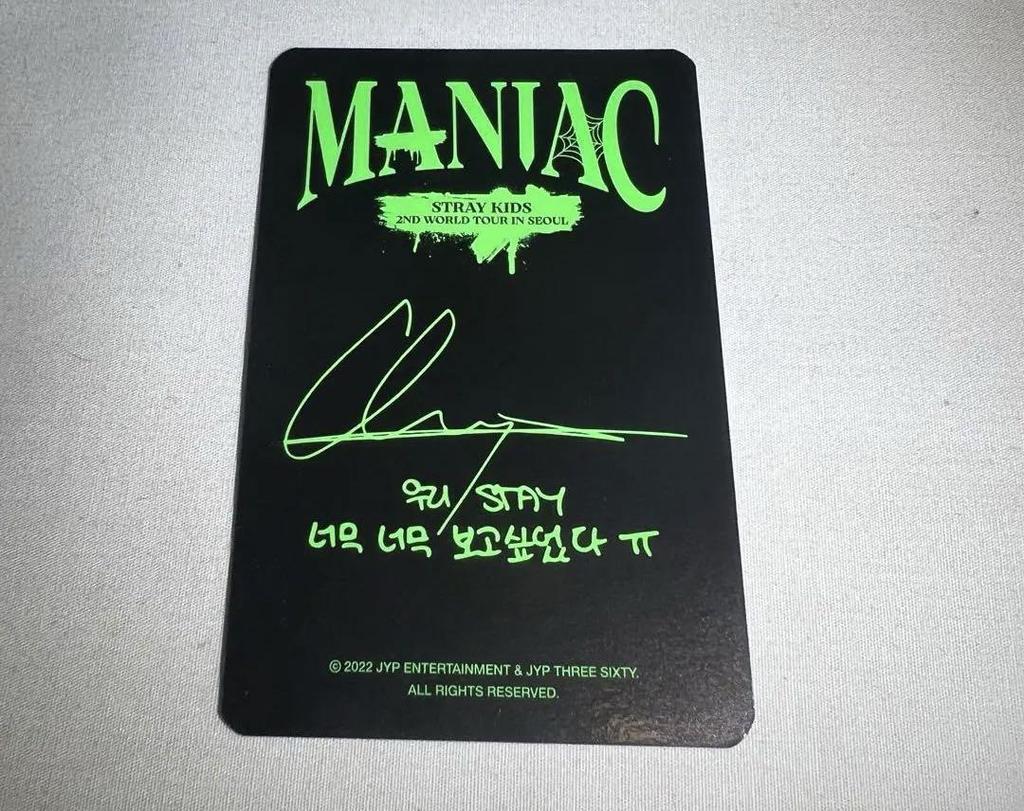 MANIAC
STRAY KIDS
2ND WORLD TOUR IN SEOUL
우리 STAY
너무 너무 보고싶었다 ㅠ
© 2022 JYP ENTERTAINMENT & JYP THREE SIXTY.
ALL RIGHTS RESERVED.